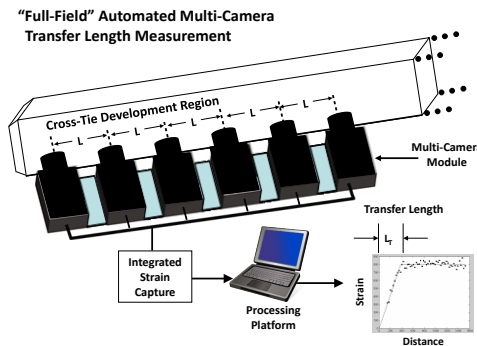 “Full-Field” Automated Multi-Camera
Transfer Length Measurement
Cross-Tie Development Region
L
L
L
L
L
Multi-Camera
Module
Integrated
Strain
Capture
Processing
Platform
Transfer Length
L_T
Strain
Distance